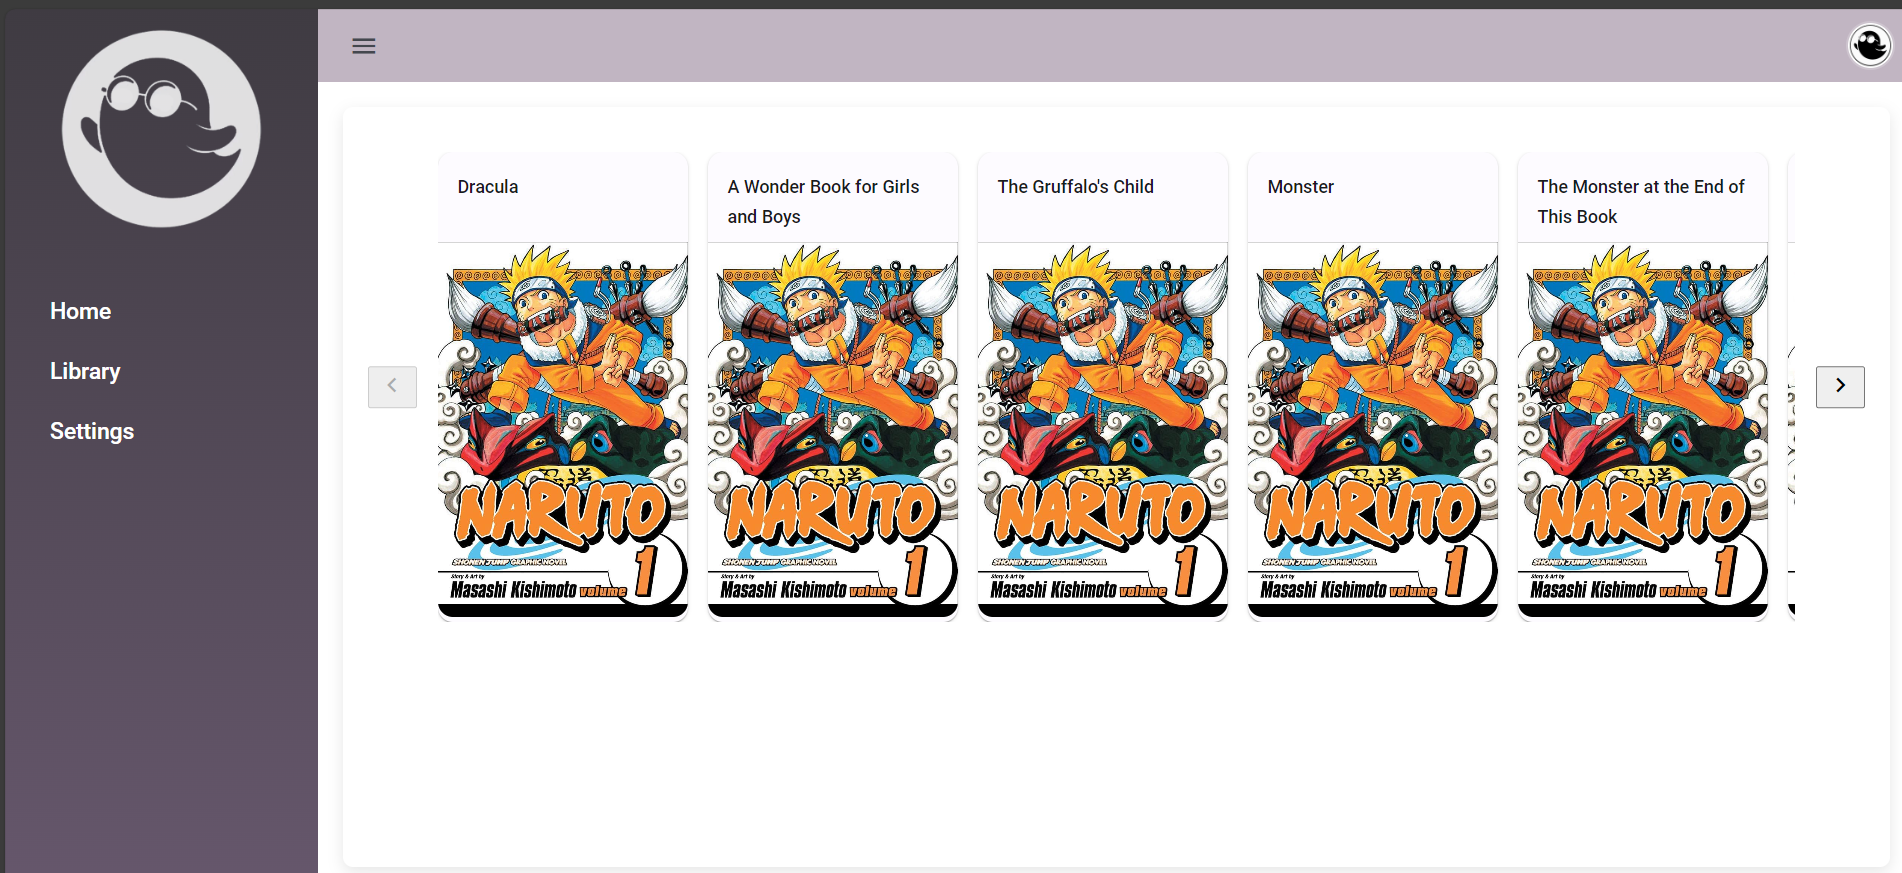 Home
Library
Settings
Dracula
A Wonder Book for Girls
and Boys
The Gruffalo's Child
Monster
The Monster at the End of
This Book
NARUTO
SHONEN JUMP GRAPHIC NOVEL
Story & Art by
Masashi Kishimoto volume 1
NARUTO
SHONEN JUMP GRAPHIC NOVEL
Story & Art by
Masashi Kishimoto volume 1
NARUTO
SHONEN JUMP GRAPHIC NOVEL
Story & Art by
Masashi Kishimoto volume 1
NARUTO
SHONEN JUMP GRAPHIC NOVEL
Story & Art by
Masashi Kishimoto volume 1
NARUTO
SHONEN JUMP GRAPHIC NOVEL
Story & Art by
Masashi Kishimoto volume 1